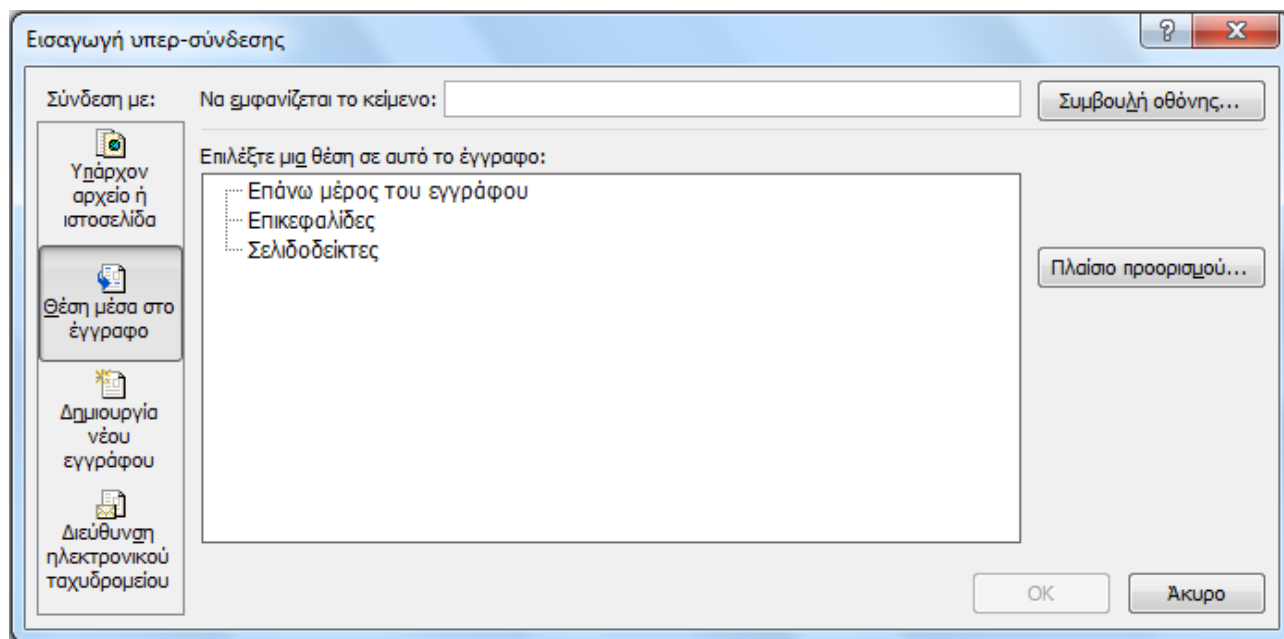 Εισαγωγή υπερ-σύνδεσης
Σύνδεση με:
Να εμφανίζεται το κείμενο:
Συμβουλή οθόνης...
Υπάρχον
αρχείο ή
ιστοσελίδα
Θέση μέσα στο
έγγραφο
Δημιουργία
νέου
εγγράφου
Διεύθυνση
ηλεκτρονικού
ταχυδρομείου
Επιλέξτε μια θέση σε αυτό το έγγραφο:
Επάνω μέρος του εγγράφου
Επικεφαλίδες
Σελιδοδείκτες
Πλαίσιο προορισμού...
OK
Άκυρο